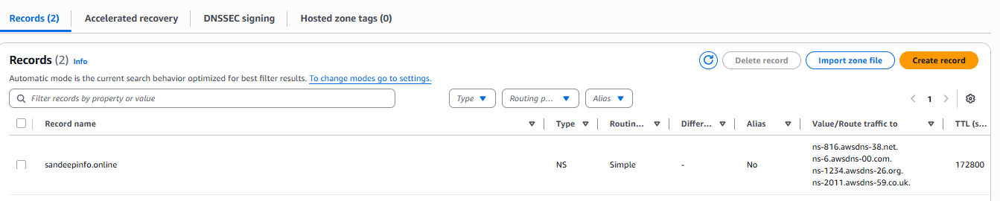 Records (2) Accelerated recovery DNSSEC signing Hosted zone tags (0)
Records (2) Info Delete record Import zone file Create record
Automatic mode is the current search behavior optimized for best filter results. To change modes go to settings.
Filter records by property or value Type Routing p... Alias 1
Record name Type Routin... Differ... Alias Value/Route traffic to TTL (s...
ns-816.awsdns-38.net.
ns-6.awsdns-00.com.
sandeepinfo.online NS Simple - No 172800
ns-1234.awsdns-26.org.
ns-2011.awsdns-59.co.uk.